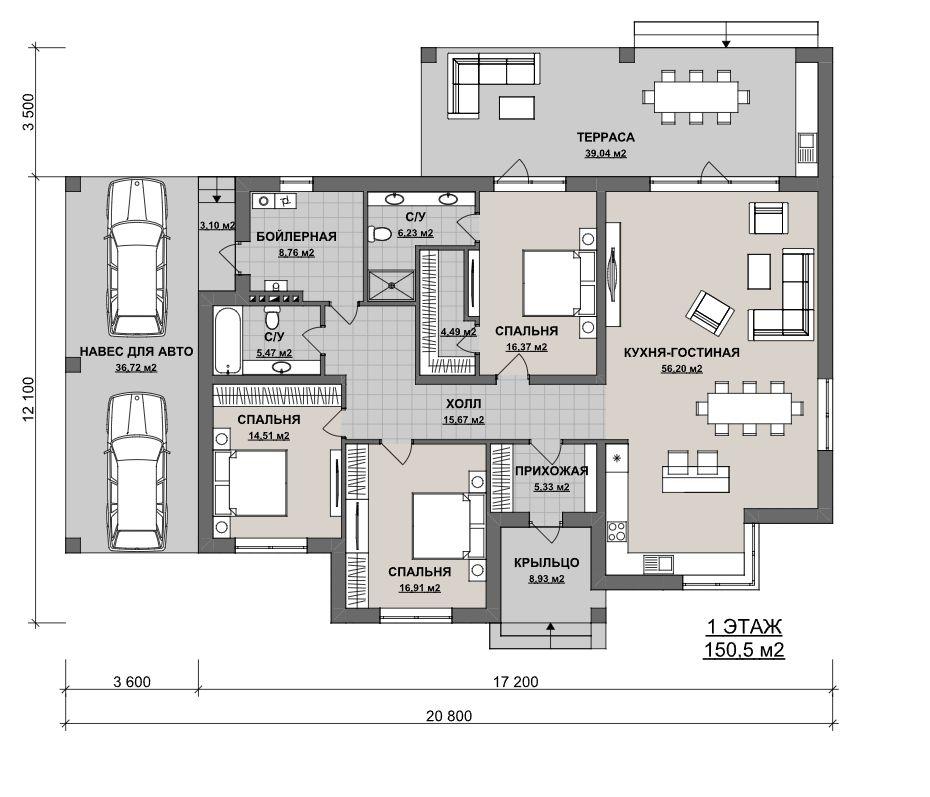 3 500
ТЕРРАСА
39,04 м2
3,10 м2
БОЙЛЕРНАЯ
8,76 м2
С/У
6,23 м2
4,49 м2
СПАЛЬНЯ
16,37 м2
КУХНЯ-ГОСТИНАЯ
56,20 м2
НАВЕС ДЛЯ АВТО
36,72 м2
С/У
5,47 м2
12 100
ХОЛЛ
15,67 м2
СПАЛЬНЯ
14,51 м2
ПРИХОЖАЯ
5,33 м2
СПАЛЬНЯ
16,91 м2
КРЫЛЬЦО
8,93 м2
1 ЭТАЖ
150,5 м2
3 600
17 200
20 800